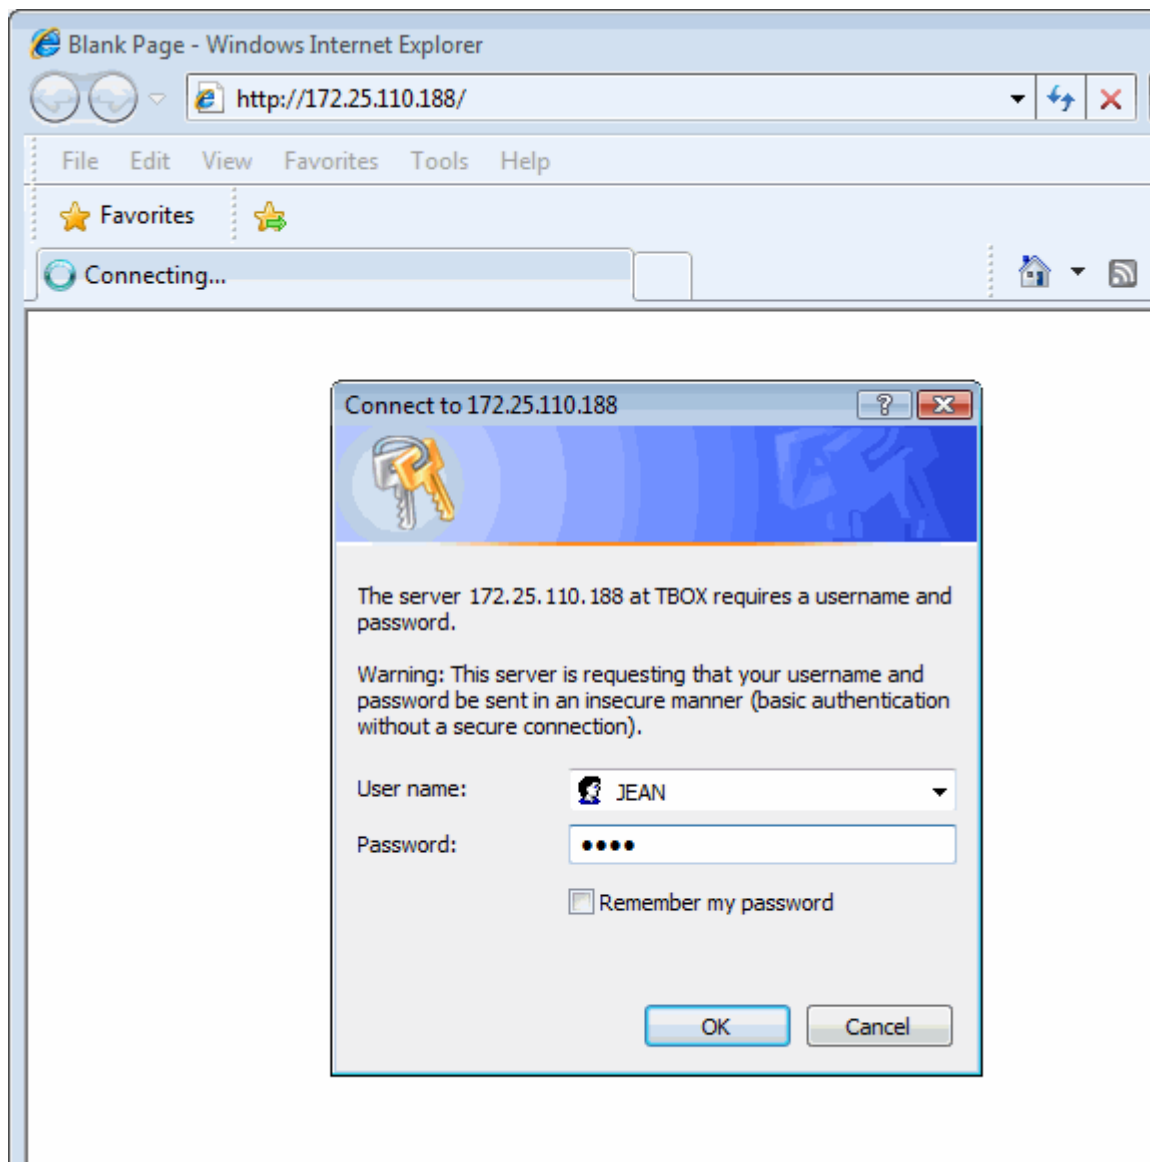 Blank Page - Windows Internet Explorer
http://172.25.110.188/
File Edit View Favorites Tools Help
Favorites
Connecting...
Connect to 172.25.110.188
The server 172.25.110.188 at TBOX requires a username and
password.
Warning: This server is requesting that your username and
password be sent in an insecure manner (basic authentication
without a secure connection).
User name: JEAN
Password: ••••
Remember my password
OK Cancel